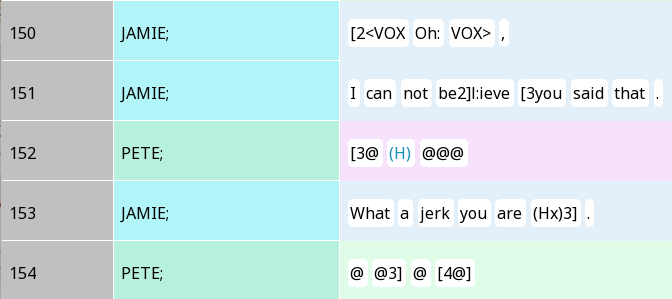 150 JAMIE; [2<VOX Oh: VOX> ,
151 JAMIE; I can not be2]l:ieve [3you said that .
152 PETE; [3@ (H) @@@
153 JAMIE; What a jerk you are (Hx)3] .
154 PETE; @ @3] @ [4@]